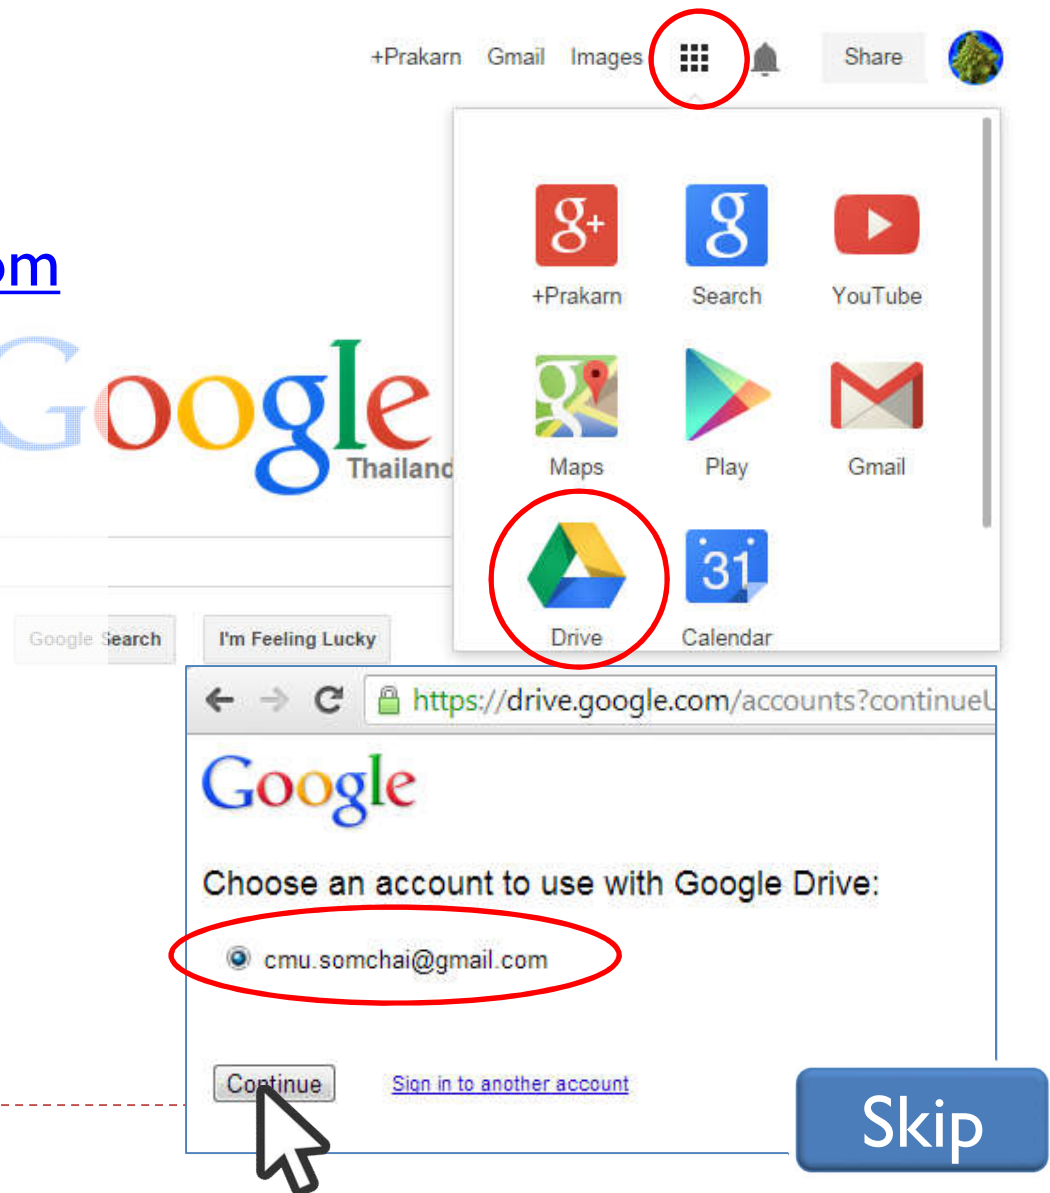 +Prakarn Gmail Images Share
om
g+ g
+Prakarn Search YouTube
Google
Thailand
Maps Play Gmail
31
Drive Calendar
Google Search I'm Feeling Lucky
https://drive.google.com/accounts?continueU
Google
Choose an account to use with Google Drive:
cmu.somchai@gmail.com
Continue Sign in to another account
Skip